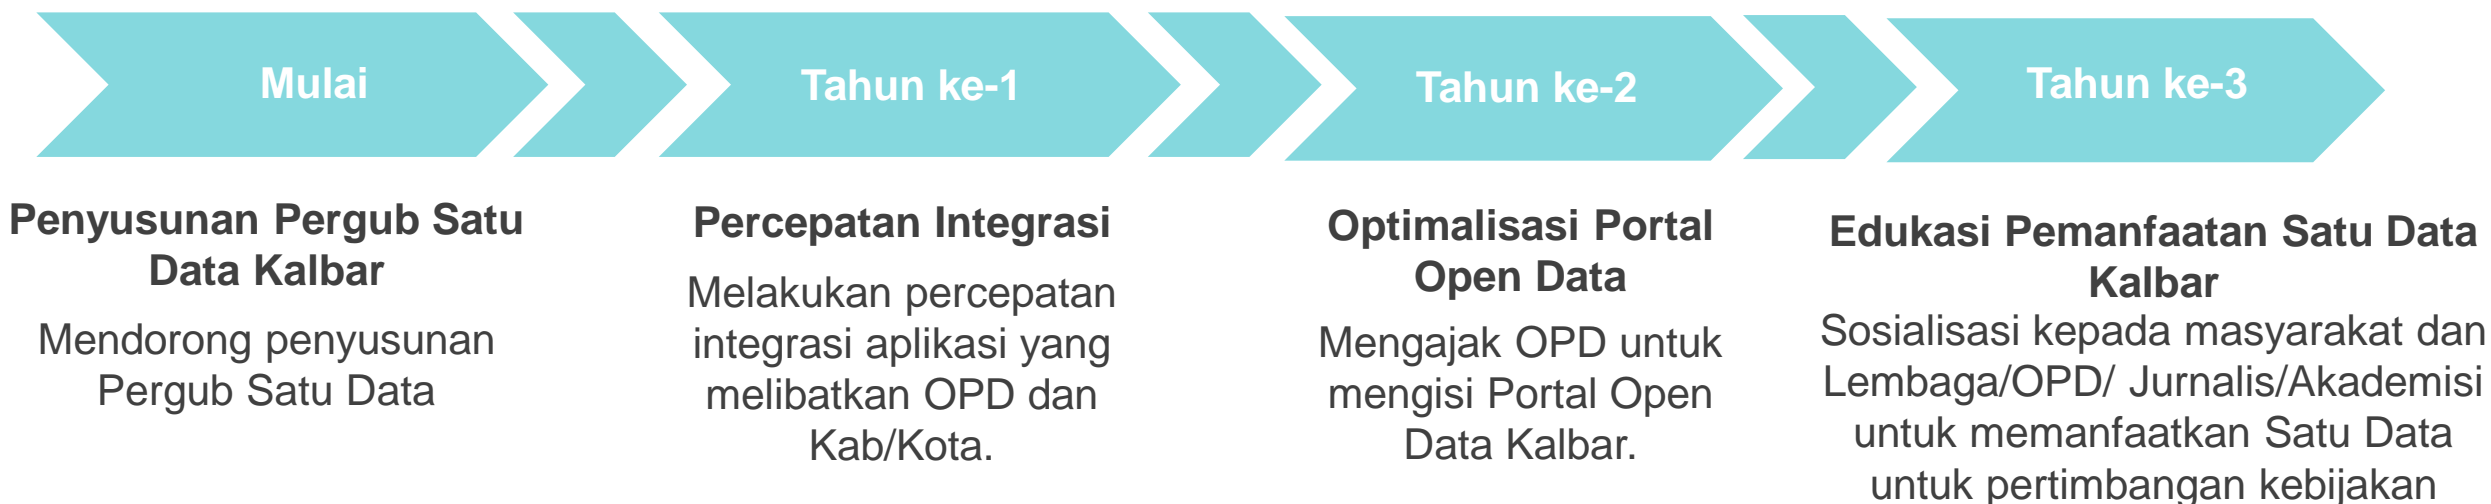 Mulai
Tahun ke-1
Tahun ke-2
Tahun ke-3
Penyusunan Pergub Satu
Data Kalbar
Mendorong penyusunan
Pergub Satu Data
Percepatan Integrasi
Melakukan percepatan
integrasi aplikasi yang
melibatkan OPD dan
Kab/Kota.
Optimalisasi Portal
Open Data
Mengajak OPD untuk
mengisi Portal Open
Data Kalbar.
Edukasi Pemanfaatan Satu Data
Kalbar
Sosialisasi kepada masyarakat dan
Lembaga/OPD/ Jurnalis/Akademisi
untuk memanfaatkan Satu Data
untuk pertimbangan kebijakan